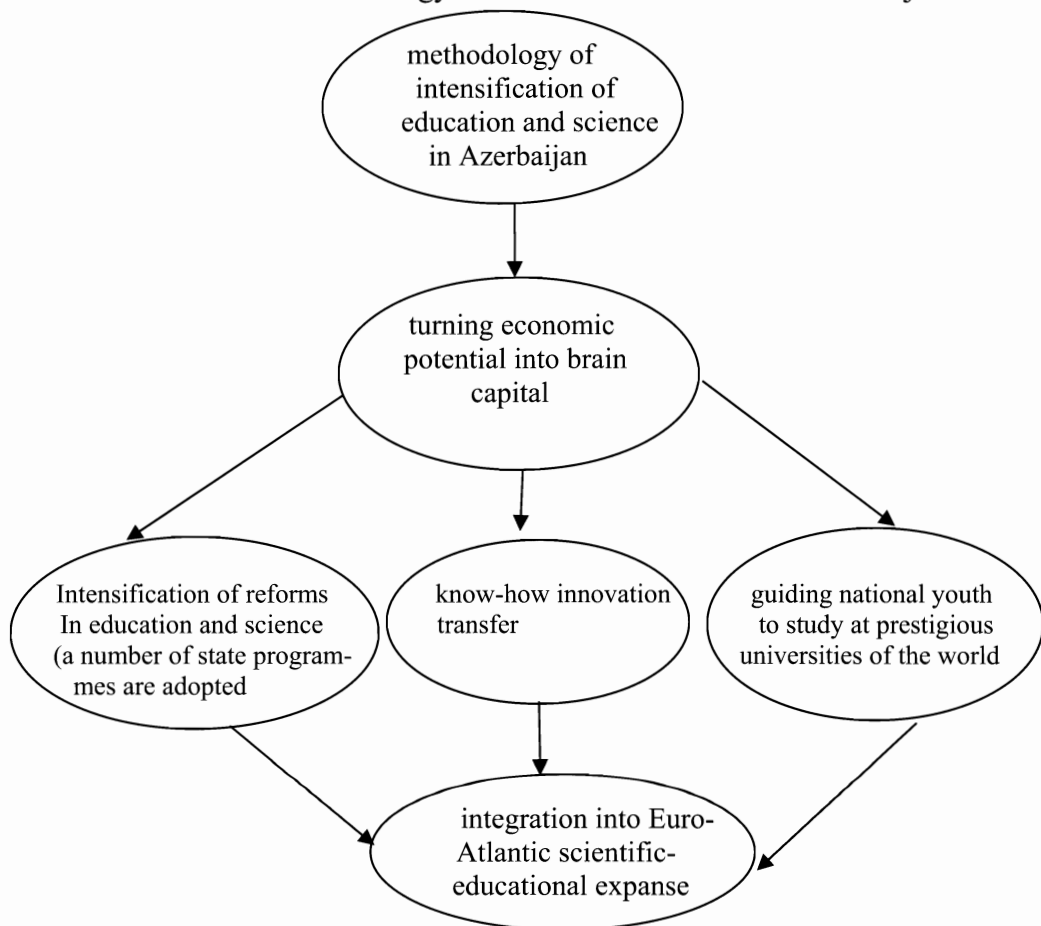 methodology of
intensification of
education and science
in Azerbaijan
turning economic
potential into brain
capital
Intensification of reforms
In education and science
(a number of state program-
mes are adopted
know-how innovation
transfer
guiding national youth
to study at prestigious
universities of the world
integration into Euro-
Atlantic scientific-
educational expanse